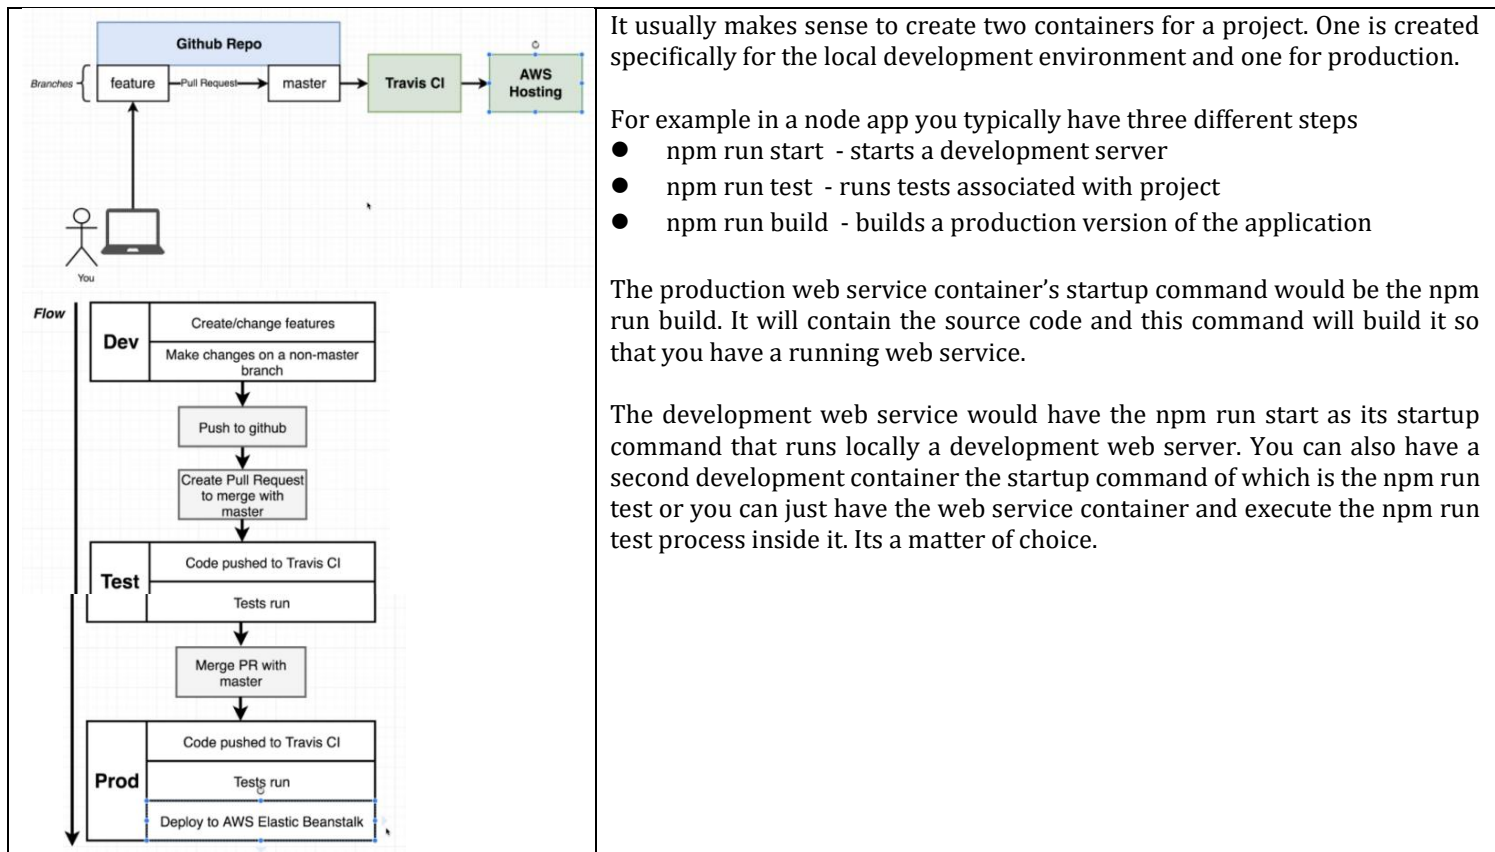 Github Repo
Branches
feature
Pull Request
master
Travis CI
AWS
Hosting
You
Flow
Dev
Create/change features
Make changes on a non-master
branch
Push to github
Create Pull Request
to merge with
master
Test
Code pushed to Travis CI
Tests run
Merge PR with
master
Prod
Code pushed to Travis CI
Tests run
Deploy to AWS Elastic Beanstalk
It usually makes sense to create two containers for a project. One is created
specifically for the local development environment and one for production.
For example in a node app you typically have three different steps
● npm run start - starts a development server
● npm run test - runs tests associated with project
● npm run build - builds a production version of the application
The production web service container’s startup command would be the npm
run build. It will contain the source code and this command will build it so
that you have a running web service.
The development web service would have the npm run start as its startup
command that runs locally a development web server. You can also have a
second development container the startup command of which is the npm run
test or you can just have the web service container and execute the npm run
test process inside it. Its a matter of choice.